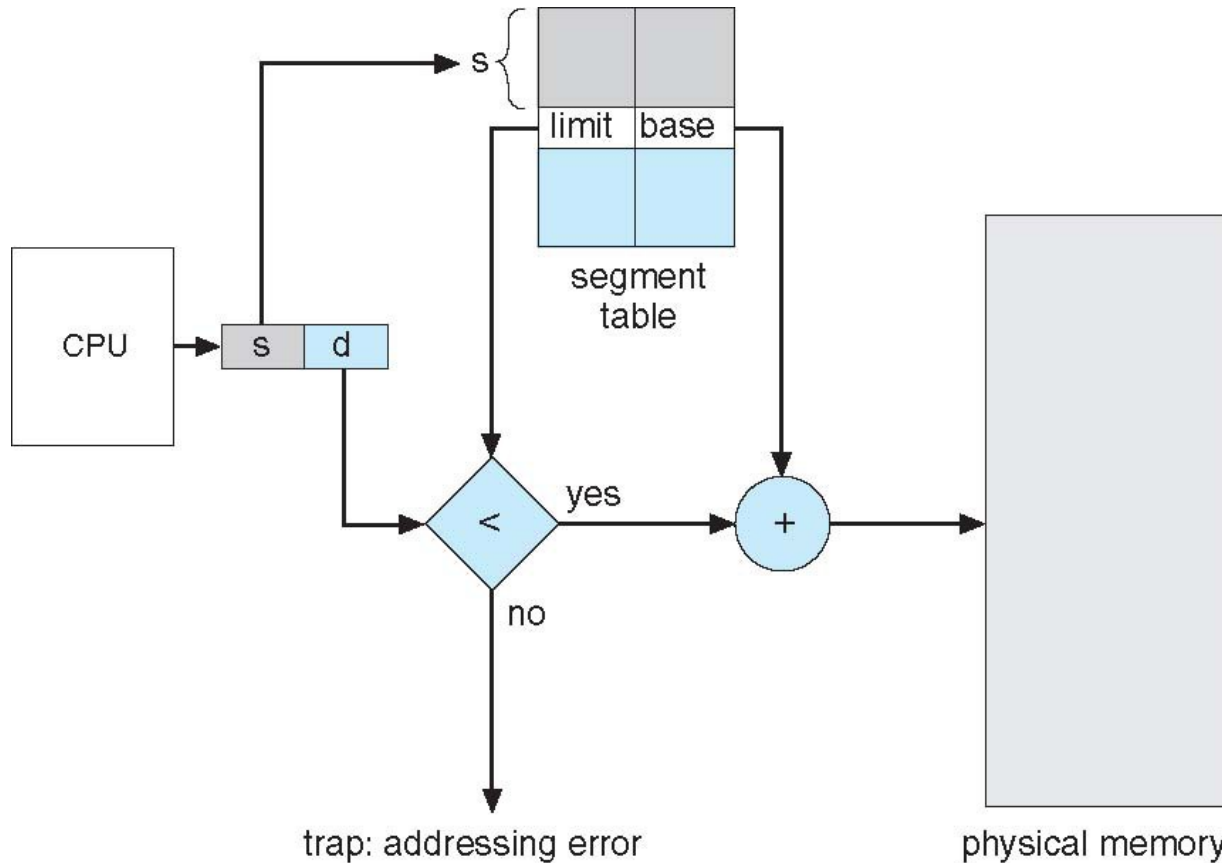 s
limit base
segment
table
CPU
s d
<
yes
+
no
trap: addressing error
physical memory